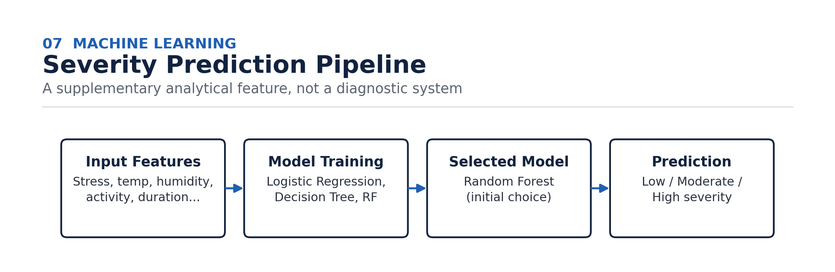 07 MACHINE LEARNING
Severity Prediction Pipeline
A supplementary analytical feature, not a diagnostic system
Input Features
Stress, temp, humidity,
activity, duration...
Model Training
Logistic Regression,
Decision Tree, RF
Selected Model
Random Forest
(initial choice)
Prediction
Low / Moderate /
High severity